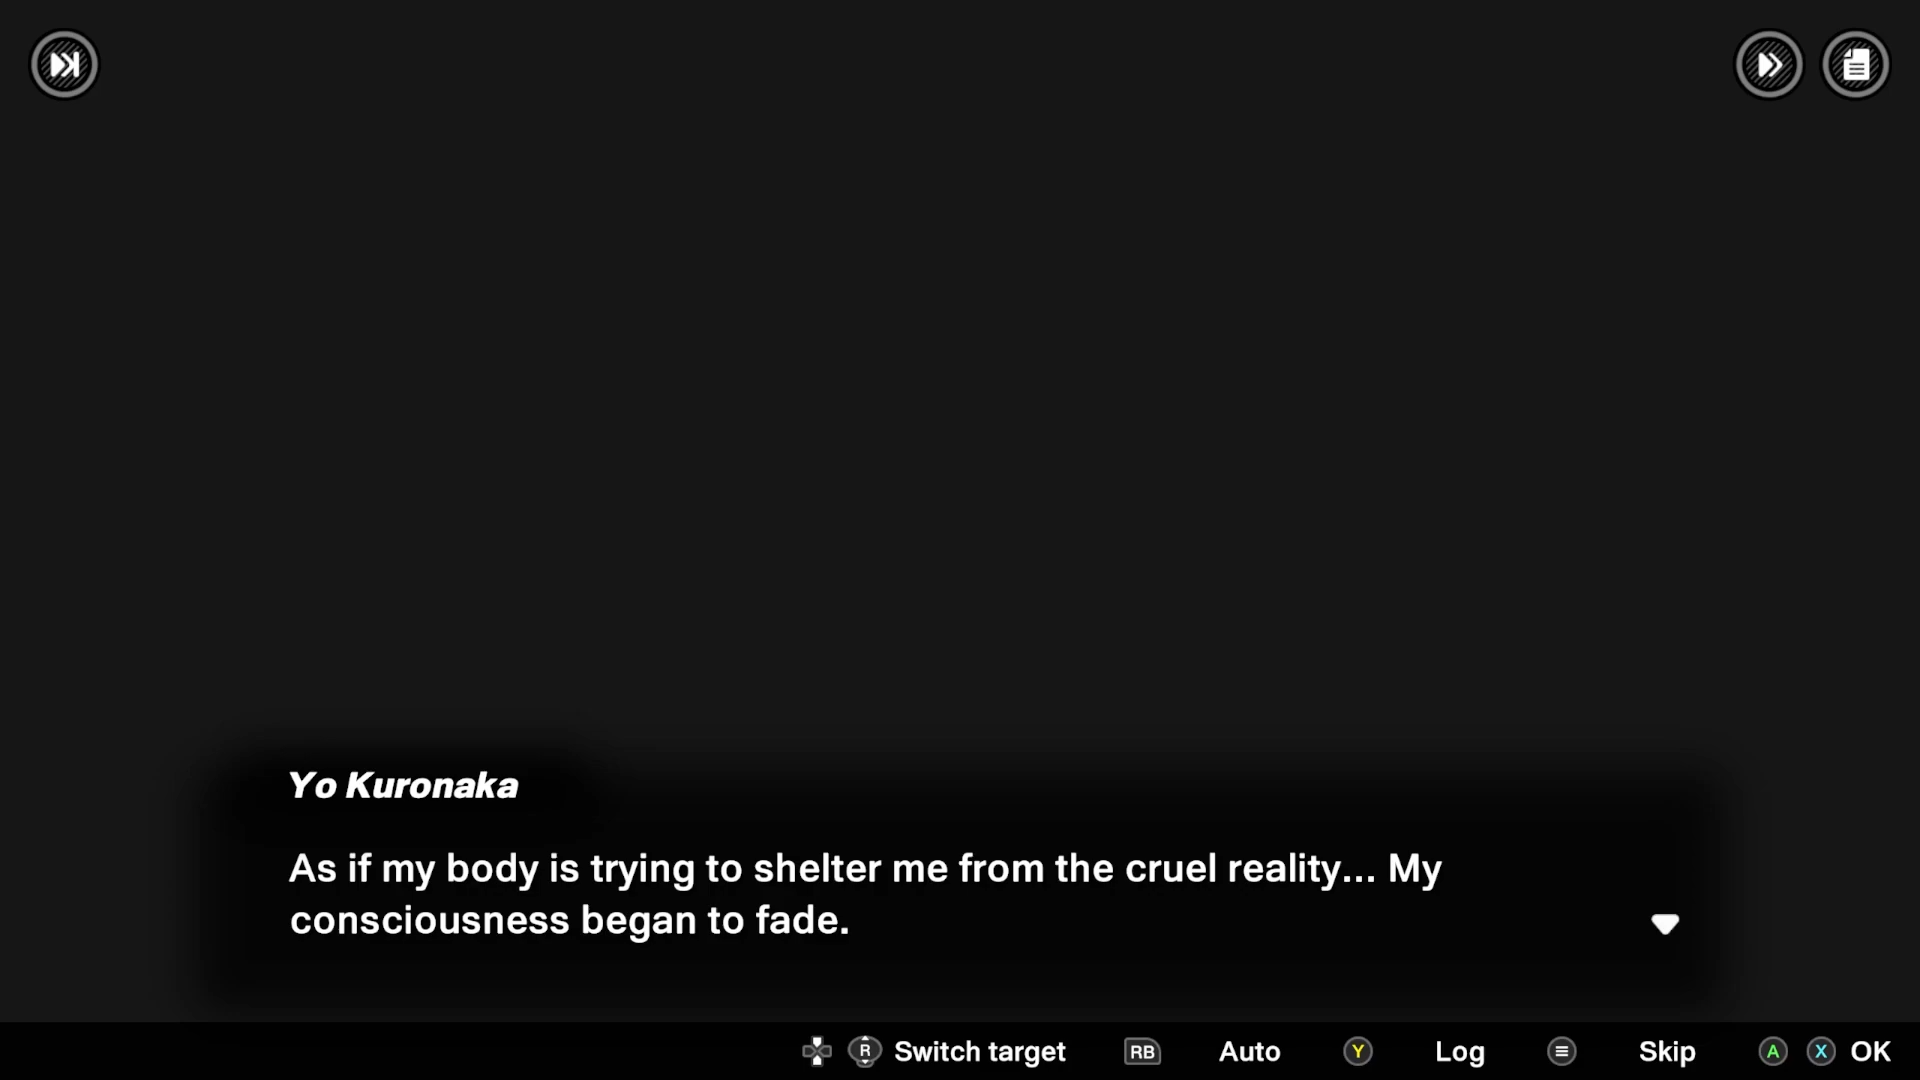 Yo Kuronaka
As if my body is trying to shelter me from the cruel reality... My
consciousness began to fade.
R Switch target RB Auto Y Log Skip A X OK